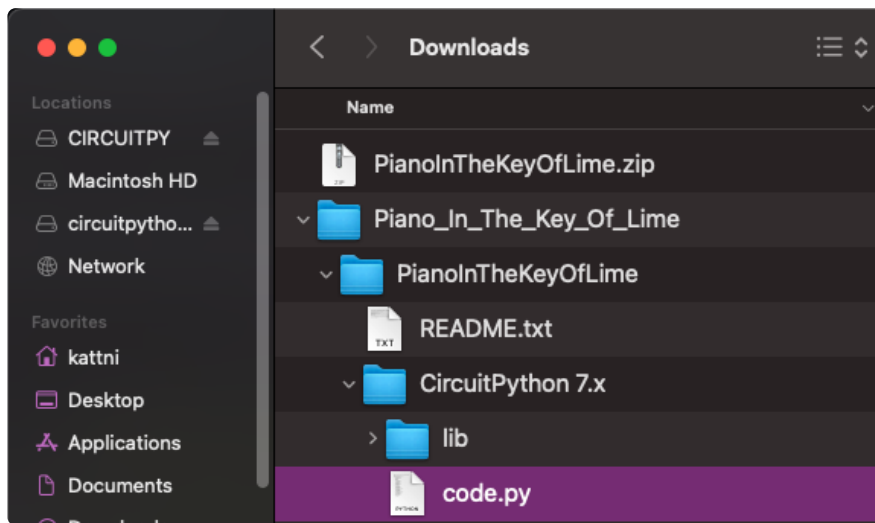 Locations
CIRCUITPY
Macintosh HD
circuitpytho...
Network
Favorites
kattni
Desktop
Applications
Documents
Downloads
Name
PianoInTheKeyOfLime.zip
ZIP
Piano_In_The_Key_Of_Lime
PianoInTheKeyOfLime
README.txt
TXT
CircuitPython 7.x
lib
code.py
PYTHON